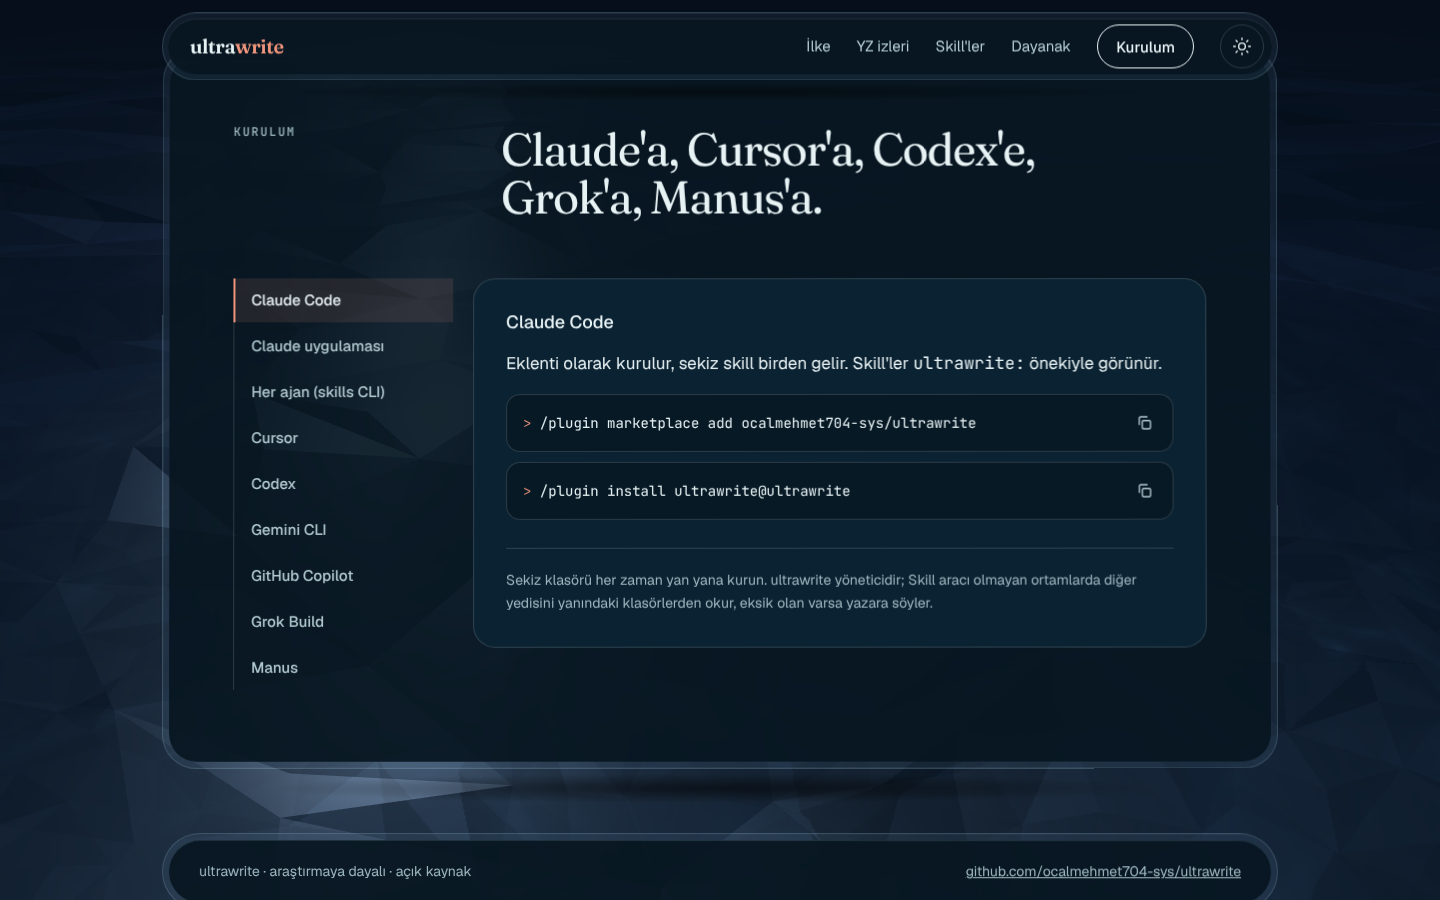 ultrawrite
İlke
YZ izleri
Skill'ler
Dayanak
Kurulum
KURULUM
Claude'a, Cursor'a, Codex'e,
Grok'a, Manus'a.
Claude Code
Claude uygulaması
Her ajan (skills CLI)
Cursor
Codex
Gemini CLI
GitHub Copilot
Grok Build
Manus
Claude Code
Eklenti olarak kurulur, sekiz skill birden gelir. Skill'ler ultrawrite: önekiyle görünür.
> /plugin marketplace add ocalmehmet704-sys/ultrawrite
> /plugin install ultrawrite@ultrawrite
Sekiz klasörü her zaman yan yana kurun. ultrawrite yöneticidir; Skill aracı olmayan ortamlarda diğer
yedisini yanındaki klasörlerden okur, eksik olan varsa yazara söyler.
ultrawrite · araştırmaya dayalı · açık kaynak
github.com/ocalmehmet704-sys/ultrawrite